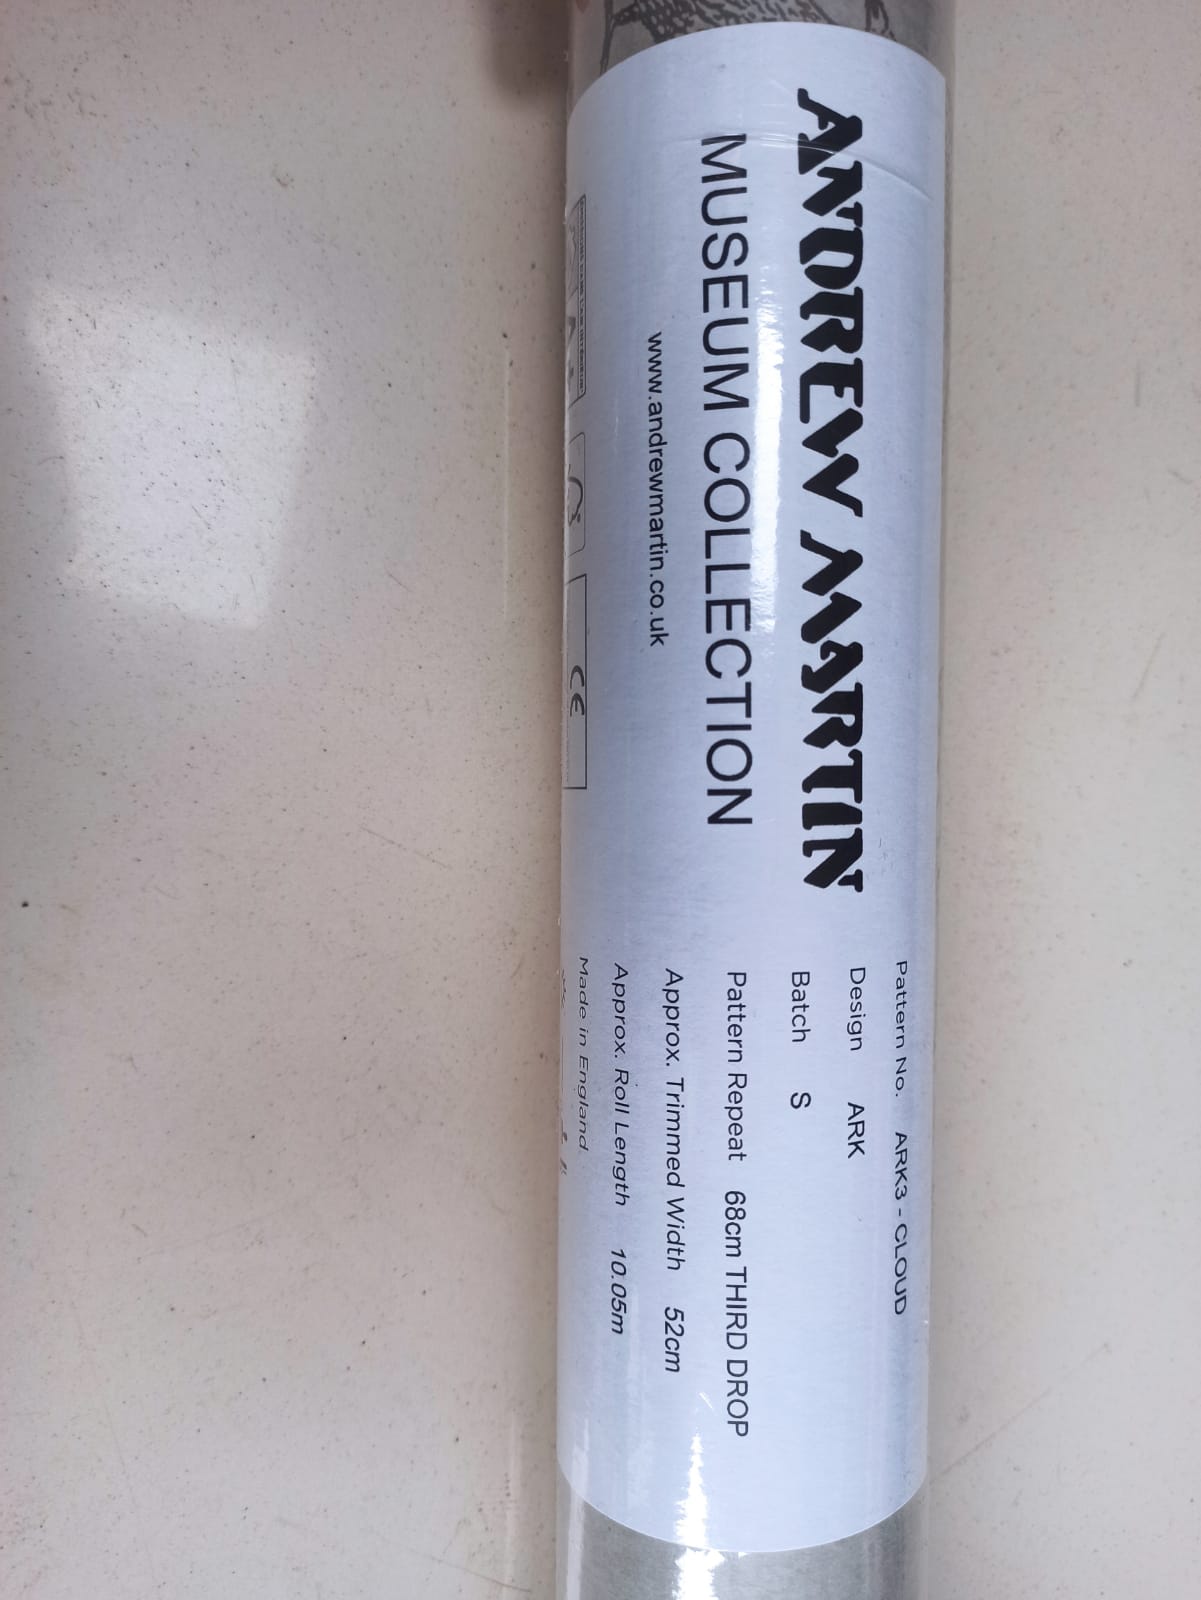 ANDREW MARTIN
MUSEUM COLLECTION
www.andrewmartin.co.uk
CE
Pattern No. ARK3 - CLOUD
Design ARK
Batch S
Pattern Repeat 68cm THIRD DROP
Approx. Trimmed Width 52cm
Approx. Roll Length 10.05m
Made in England